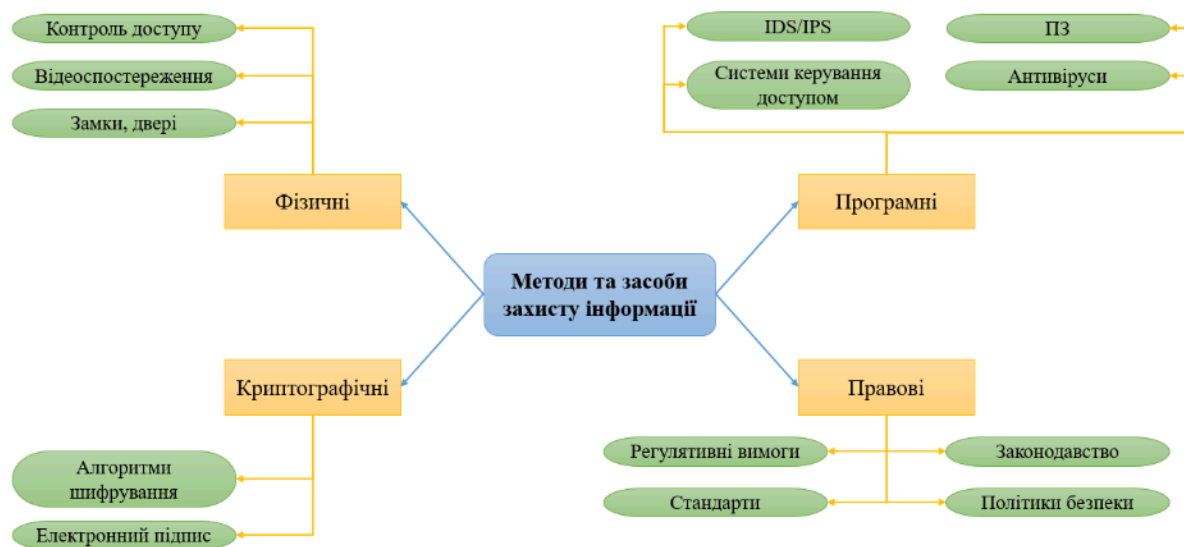 Контроль доступу
Відеоспостереження
Замки, двері
IDS/IPS
Системи керування
доступом
ПЗ
Антивіруси
Фізичні
Програмні
Методи та засоби
захисту інформації
Криптографічні
Правові
Алгоритми
шифрування
Електронний підпис
Регулятивні вимоги
Законодавство
Стандарти
Політики безпеки